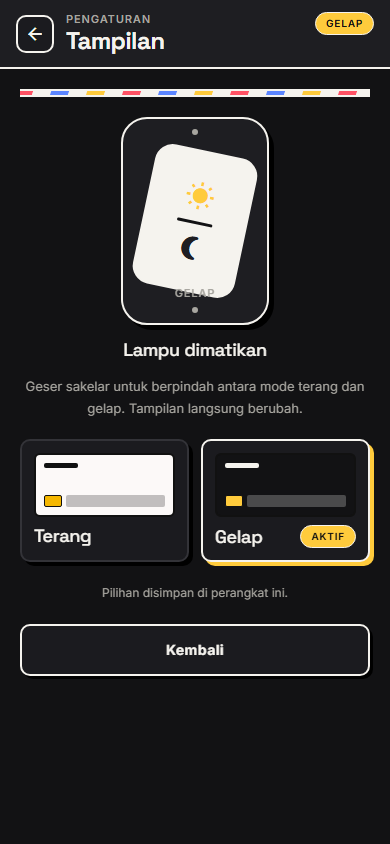 PENGATURAN
Tampilan
GELAP
GELAP
Lampu dimatikan
Geser sakelar untuk berpindah antara mode terang dan
gelap. Tampilan langsung berubah.
Terang
Gelap
AKTIF
Pilihan disimpan di perangkat ini.
Kembali